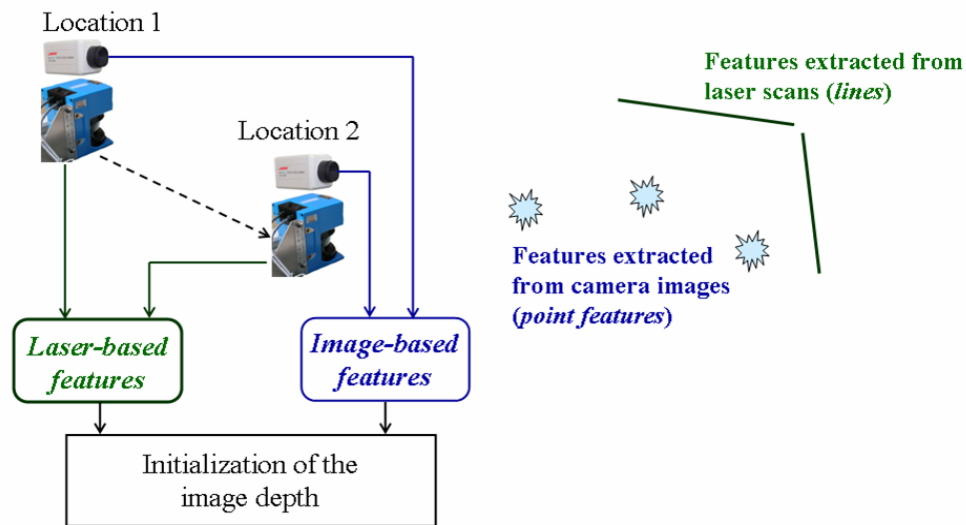 Location 1
Location 2
Features extracted from
laser scans (lines)
Features extracted
from camera images
(point features)
Laser-based
features
Image-based
features
Initialization of the
image depth